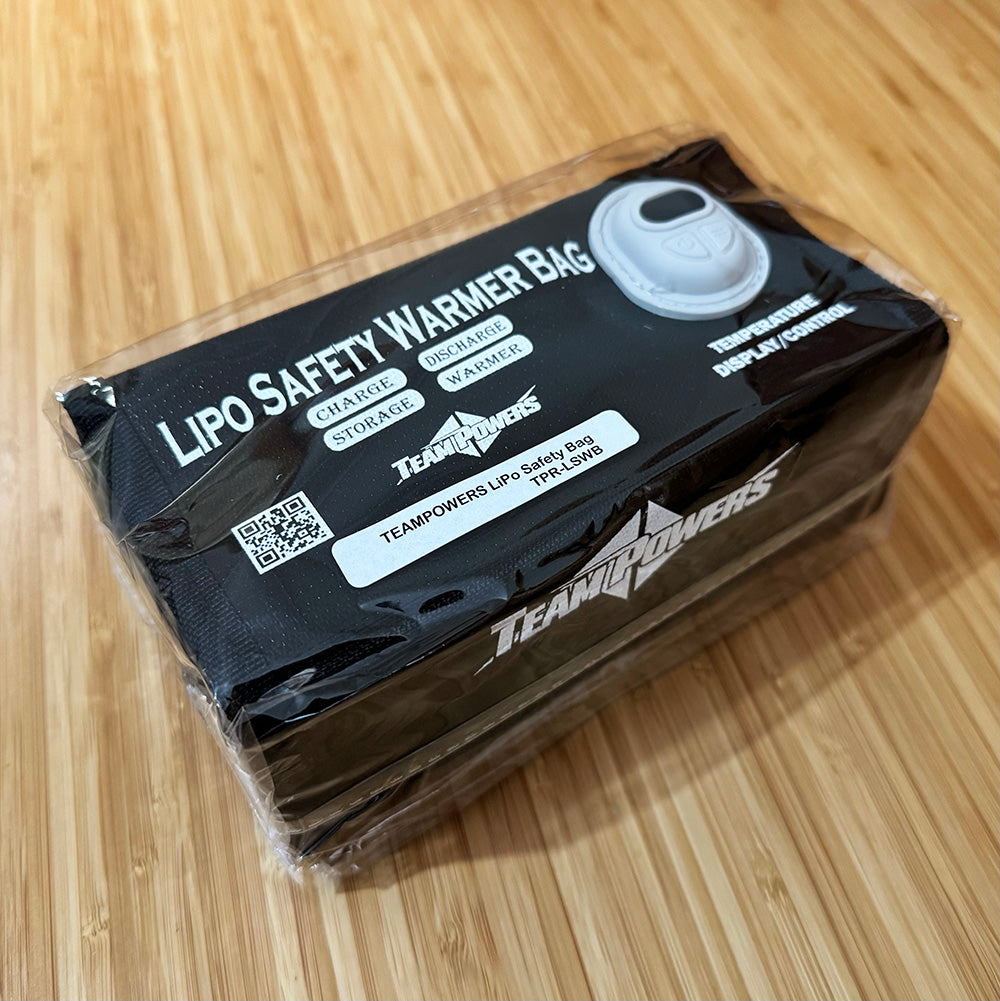 LIPO SAFETY WARMER BAG
CHARGE
DISCHARGE
STORAGE
WARMER
TEAMPOWERS
TEMPERATURE
DISPLAY/CONTROL
TEAMPOWERS LiPo Safety Bag
TPR-LSWB
TEAMPOWERS